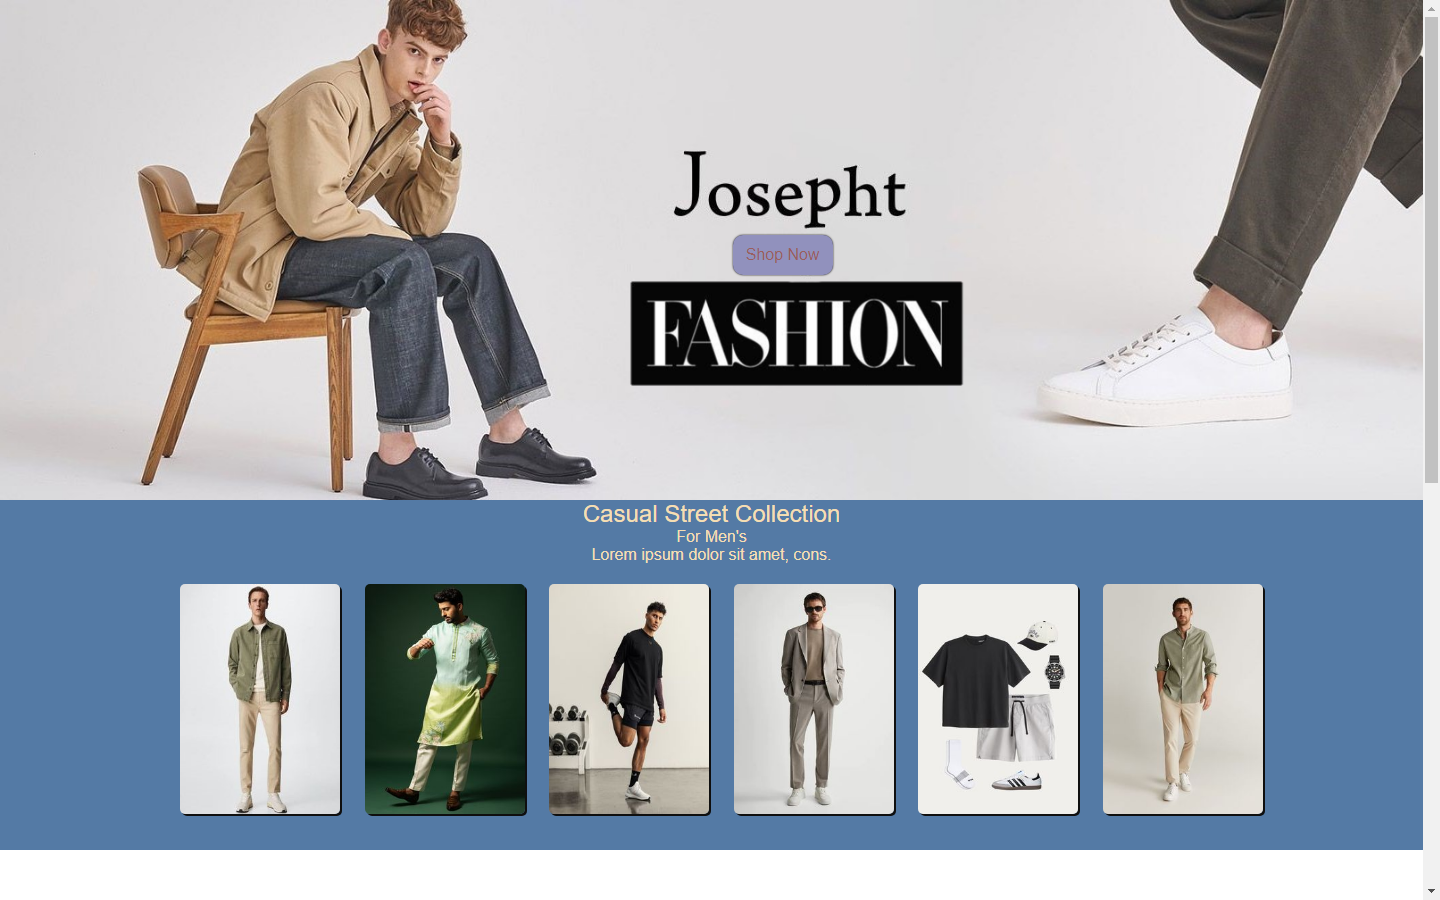 Josepht
Shop Now
FASHION
Casual Street Collection
For Men's
Lorem ipsum dolor sit amet, cons.